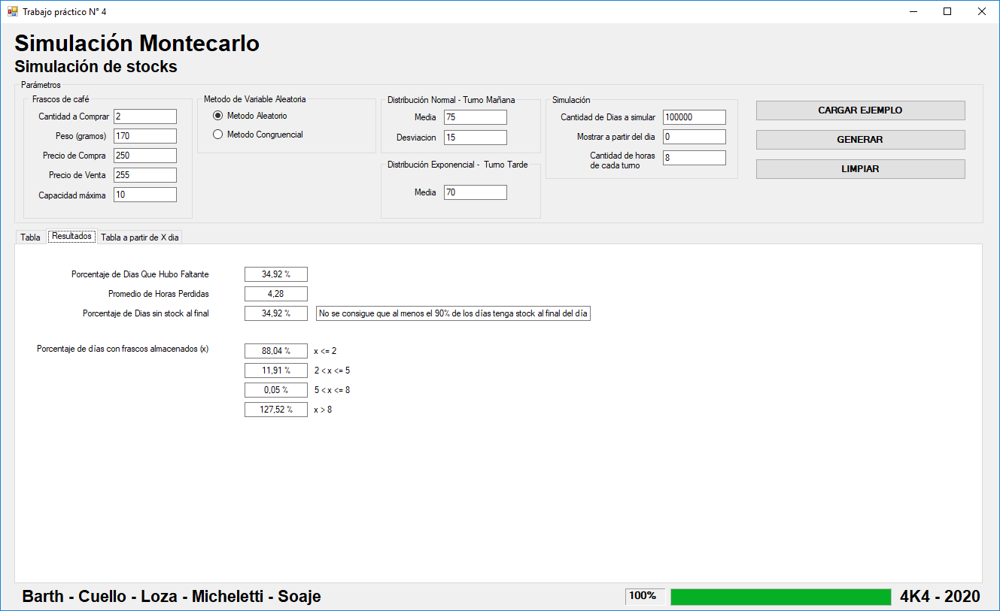 Trabajo práctico N° 4
Simulación Montecarlo
Simulación de stocks
Parámetros
Frascos de café
Cantidad a Comprar 2
Peso (gramos) 170
Precio de Compra 250
Precio de Venta 255
Capacidad máxima 10
Metodo de Variable Aleatoria
Metodo Aleatorio
Metodo Congruencial
Distribución Normal - Turno Mañana
Media 75
Desviacion 15
Distribución Exponencial - Turno Tarde
Media 70
Simulación
Cantidad de Dias a simular 100000
Mostrar a partir del dia 0
Cantidad de horas
de cada turno 8
CARGAR EJEMPLO
GENERAR
LIMPIAR
Tabla Resultados Tabla a partir de X dia
Porcentaje de Dias Que Hubo Faltante 34,92 %
Promedio de Horas Perdidas 4,28
Porcentaje de Dias sin stock al final 34,92 % No se consigue que al menos el 90% de los días tenga stock al final del día
Porcentaje de días con frascos almacenados (x) 88,04 % x <= 2
11,91 % 2 < x <= 5
0,05 % 5 < x <= 8
127,52 % x > 8
Barth - Cuello - Loza - Micheletti - Soaje 100% 4K4 - 2020